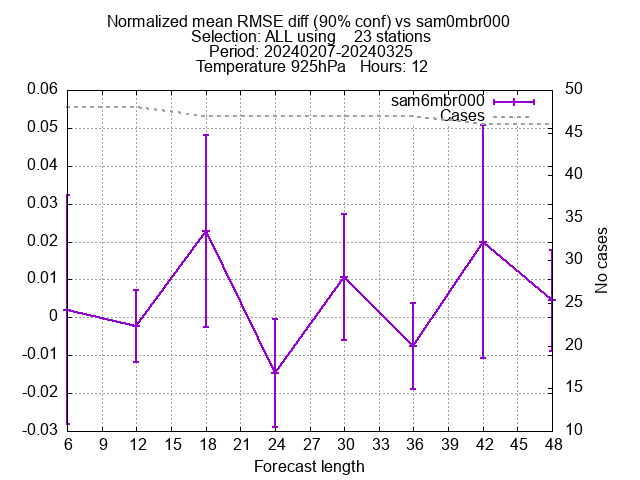 Normalized mean RMSE diff (90% conf) vs sam0mbr000
Selection: ALL using    23 stations
Period: 20240207-20240325
Temperature 925hPa   Hours: 12
sam6mbr000
Cases
0.06
0.05
0.04
0.03
0.02
0.01
0
-0.01
-0.02
-0.03
50
45
40
35
30
25
20
15
10
No cases
6 9 12 15 18 21 24 27 30 33 36 39 42 45 48
Forecast length